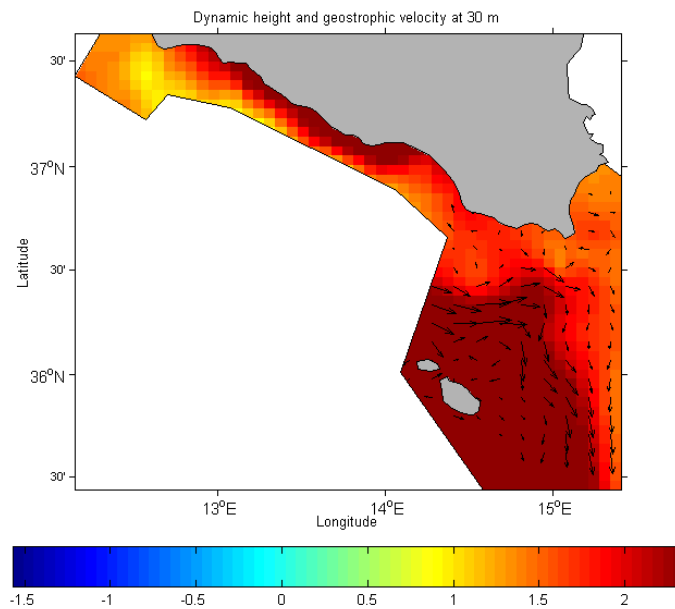 Dynamic height and geostrophic velocity at 30 m
30'
37°N
30'
36°N
30'
Latitude
13°E
14°E
15°E
Longitude
-1.5 -1 -0.5 0 0.5 1 1.5 2